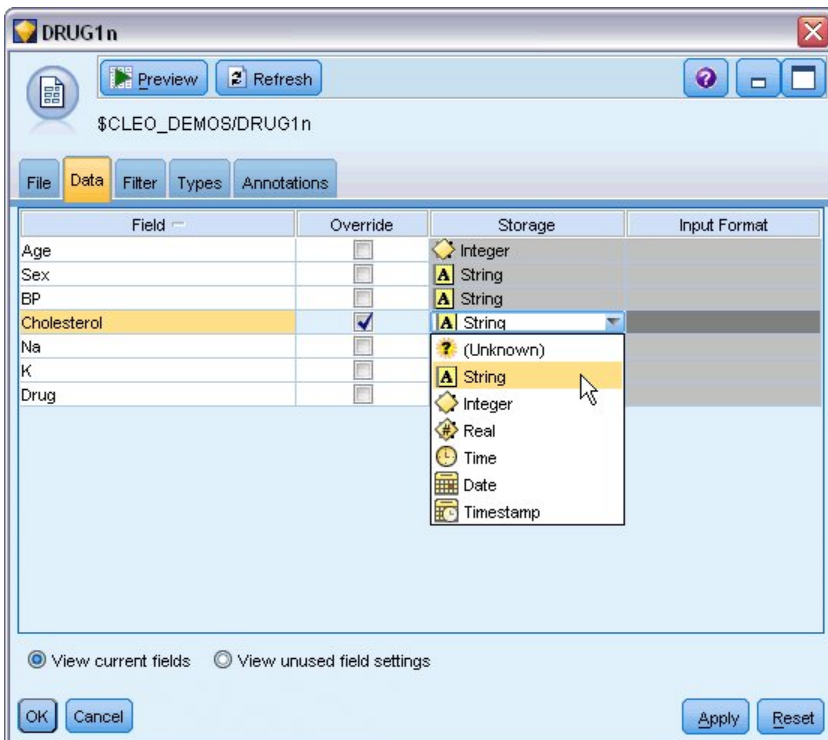 DRUG1n
Preview Refresh
$CLEO_DEMOS/DRUG1n
File Data Filter Types Annotations
Field Override Storage Input Format
Age Integer
Sex A String
BP A String
Cholesterol A String
Na ? (Unknown)
K A String
Drug Integer
# Real
Time
Date
Timestamp
View current fields View unused field settings
OK Cancel Apply Reset